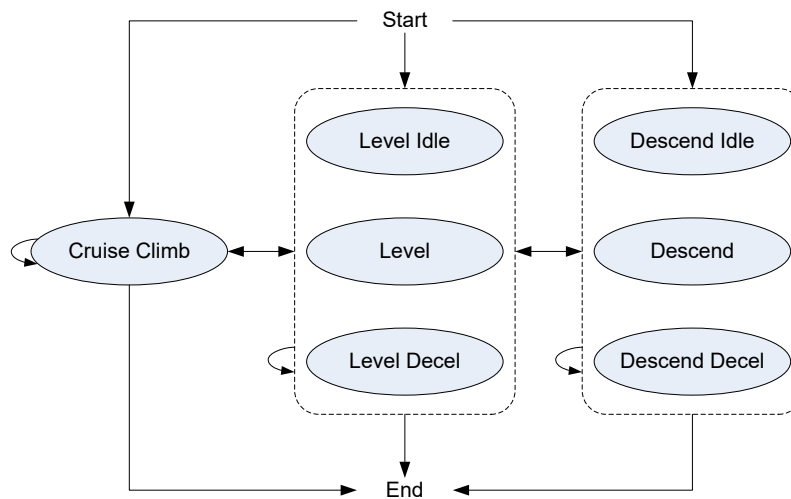 Start
Level Idle
Descend Idle
Cruise Climb
Level
Descend
Level Decel
Descend Decel
End